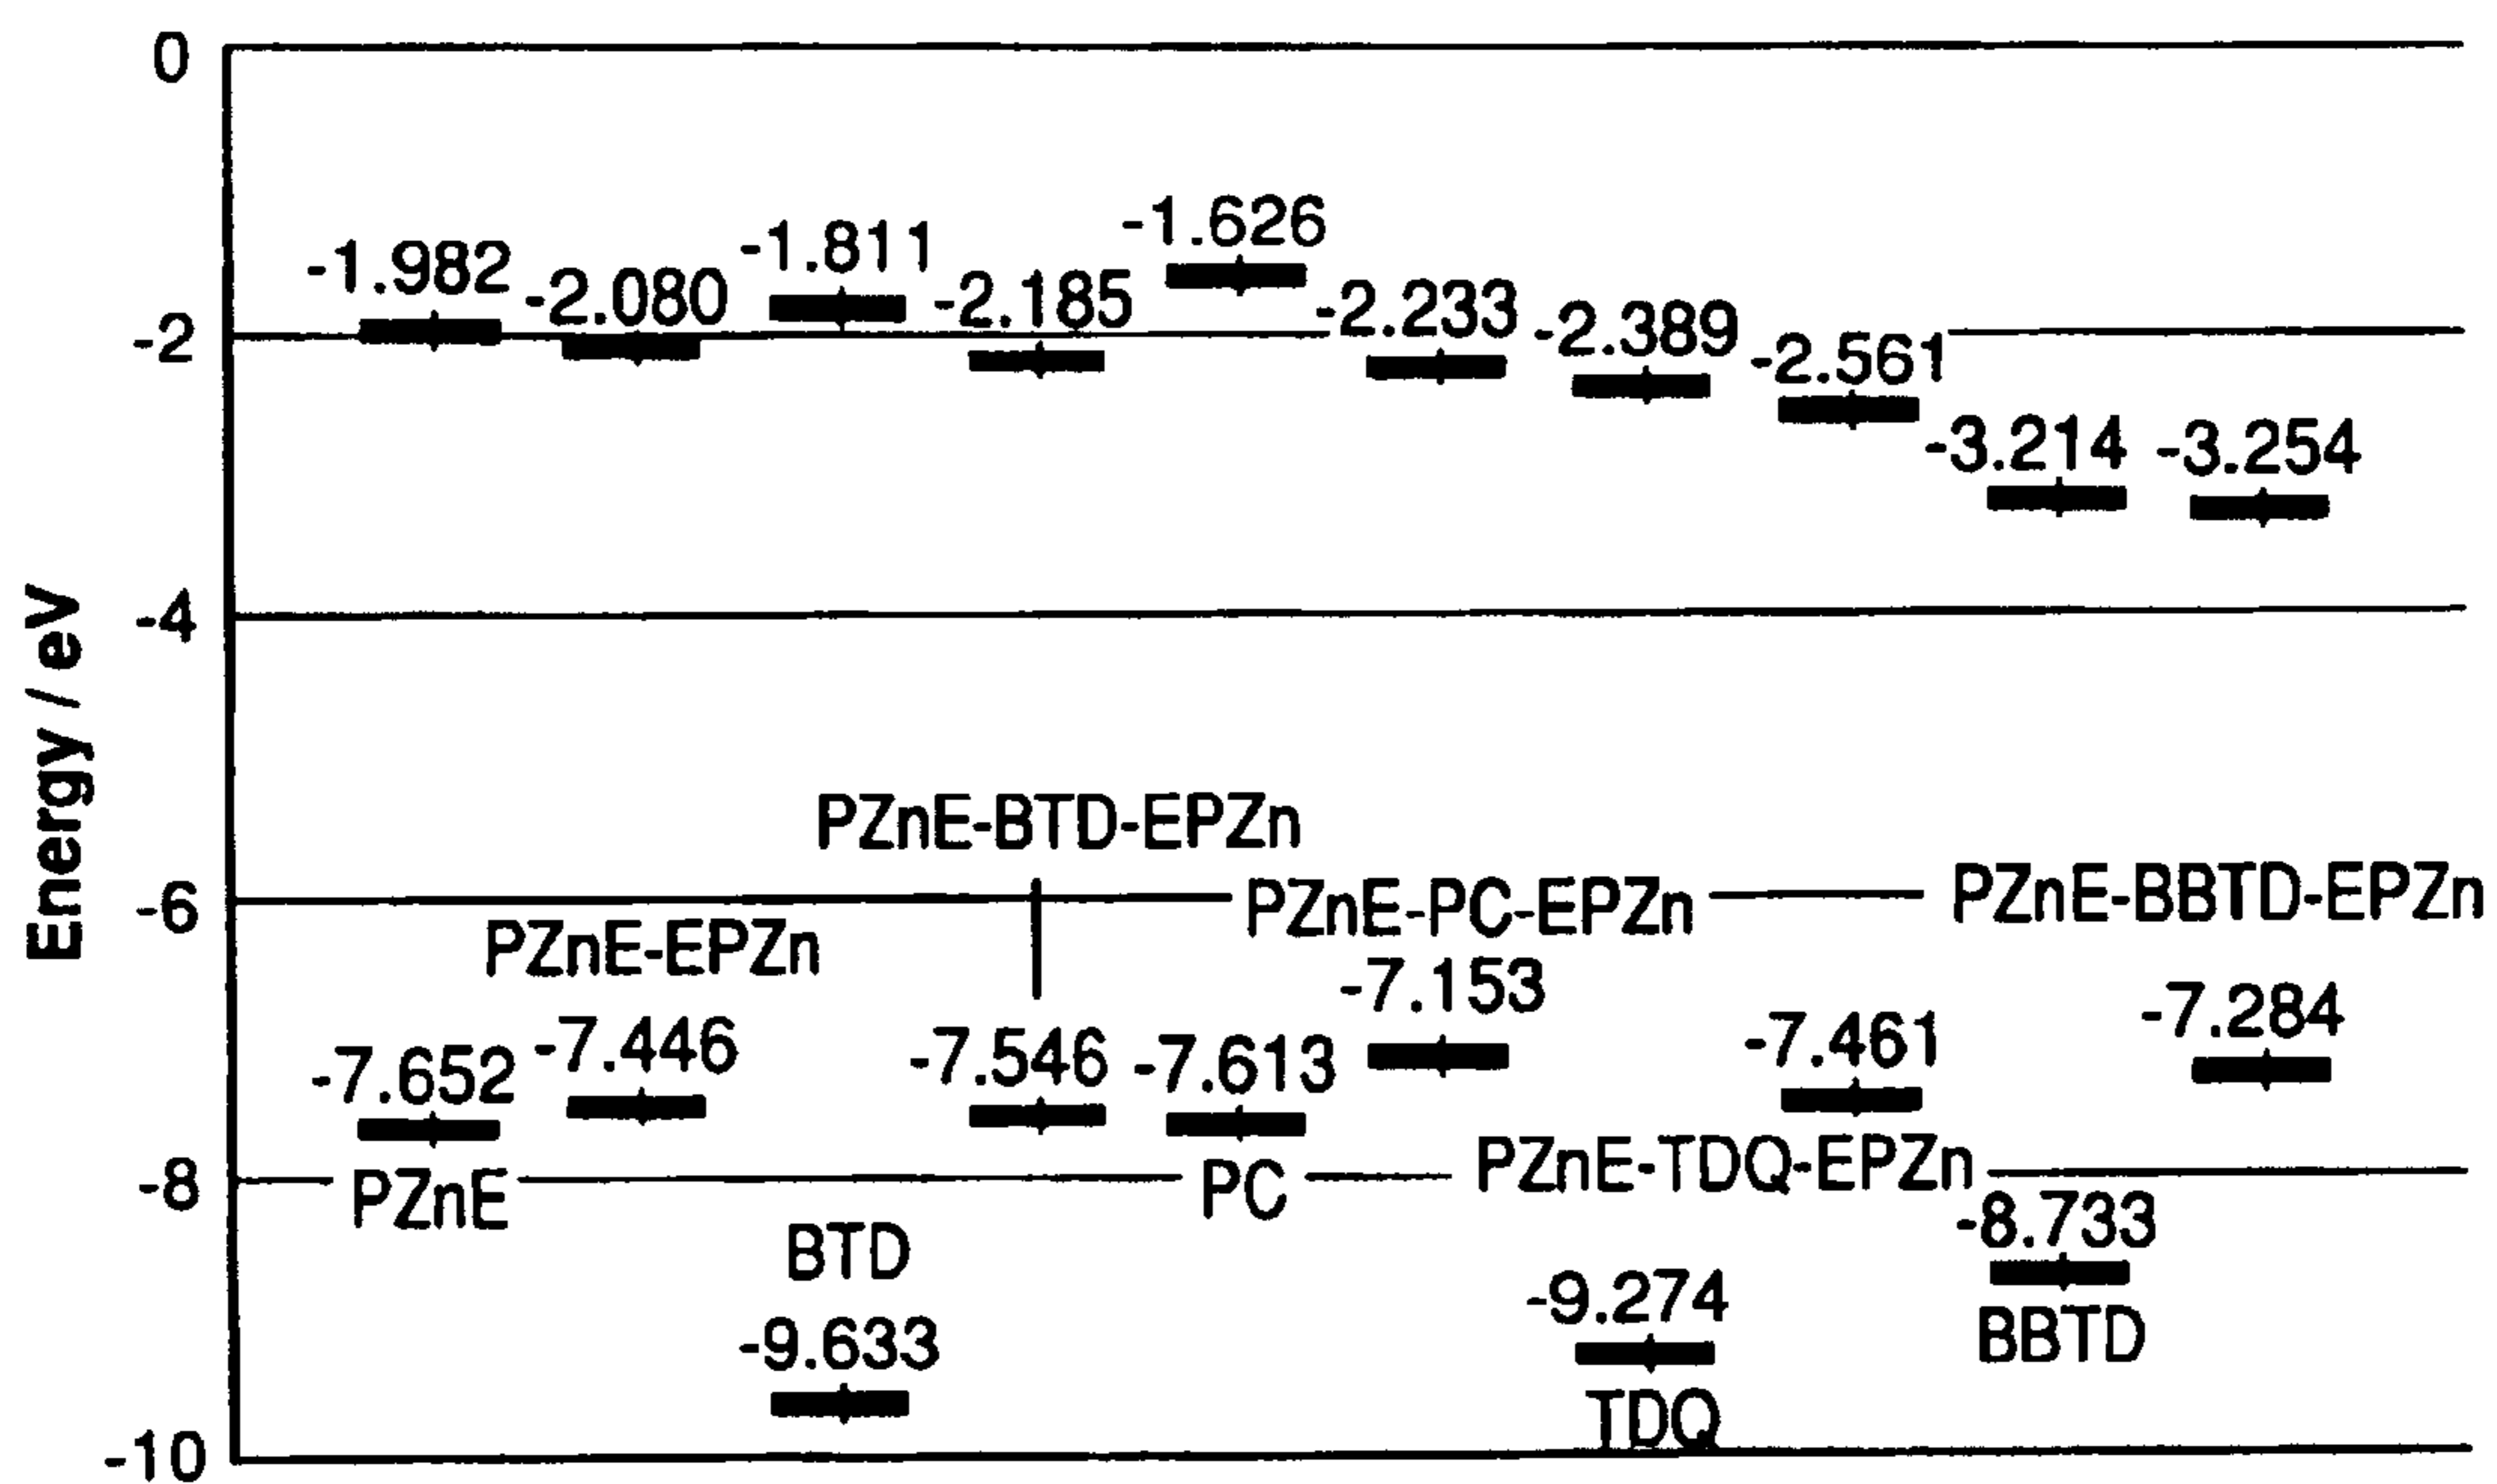 0
-1.626
-1.811
-1.982
-2.080
-2.185
-2.233
-2.389
-2
-2.561
-3.214
-3.254
-4
Energy / eV
PZnE-BTD-EPZn
-6
PZnE-PC-EPZn
PZnE-BBTD-EPZn
PZnE-EPZn
-7.153
-7.284
-7.652
-7.446
-7.546
-7.613
-7.461
-8
PZnE
PC
PZnE-TDQ-EPZn
-8.733
BTD
-9.274
BBTD
-9.633
TDQ
-10